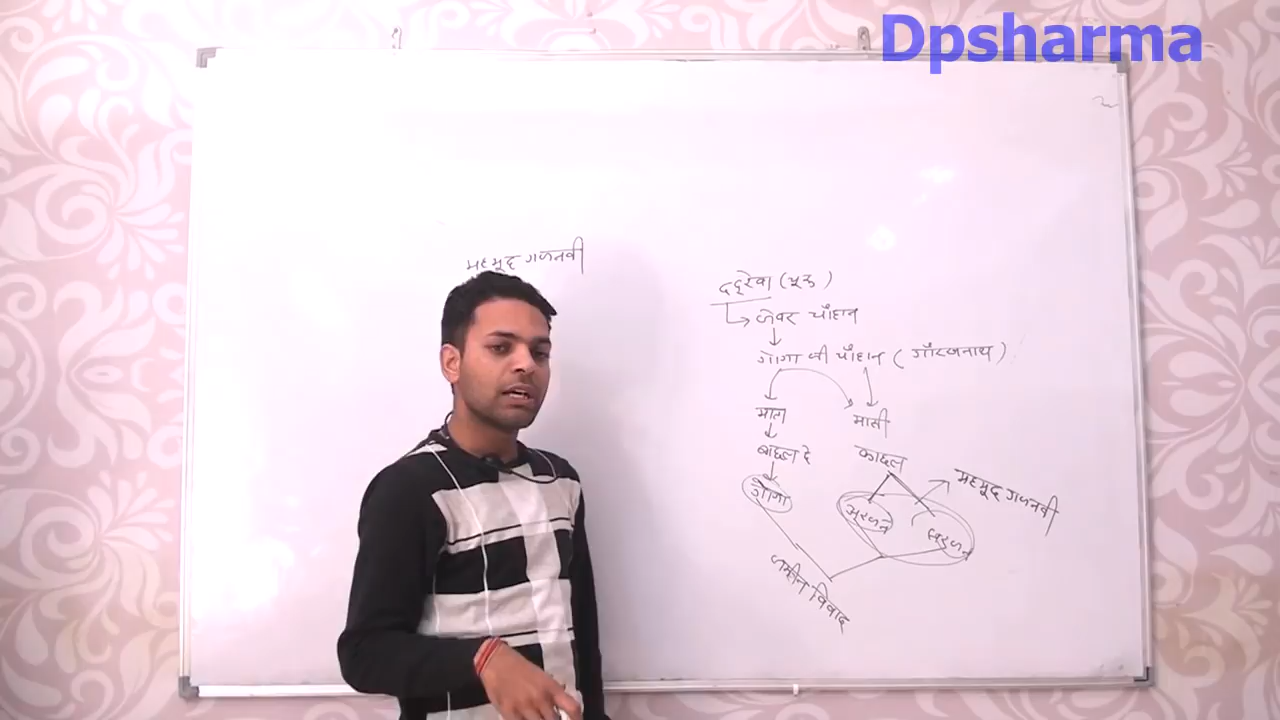 Dpsharma
महमूद गजनवी
ददरेवा (चूरू)
जेवर चौहान
गोगा जी चौहान (गोरखनाथ)
माता मासी
बाछल दे काछल
गोगा अरजन सरजन महमूद गजनवी
जमीन विवाद